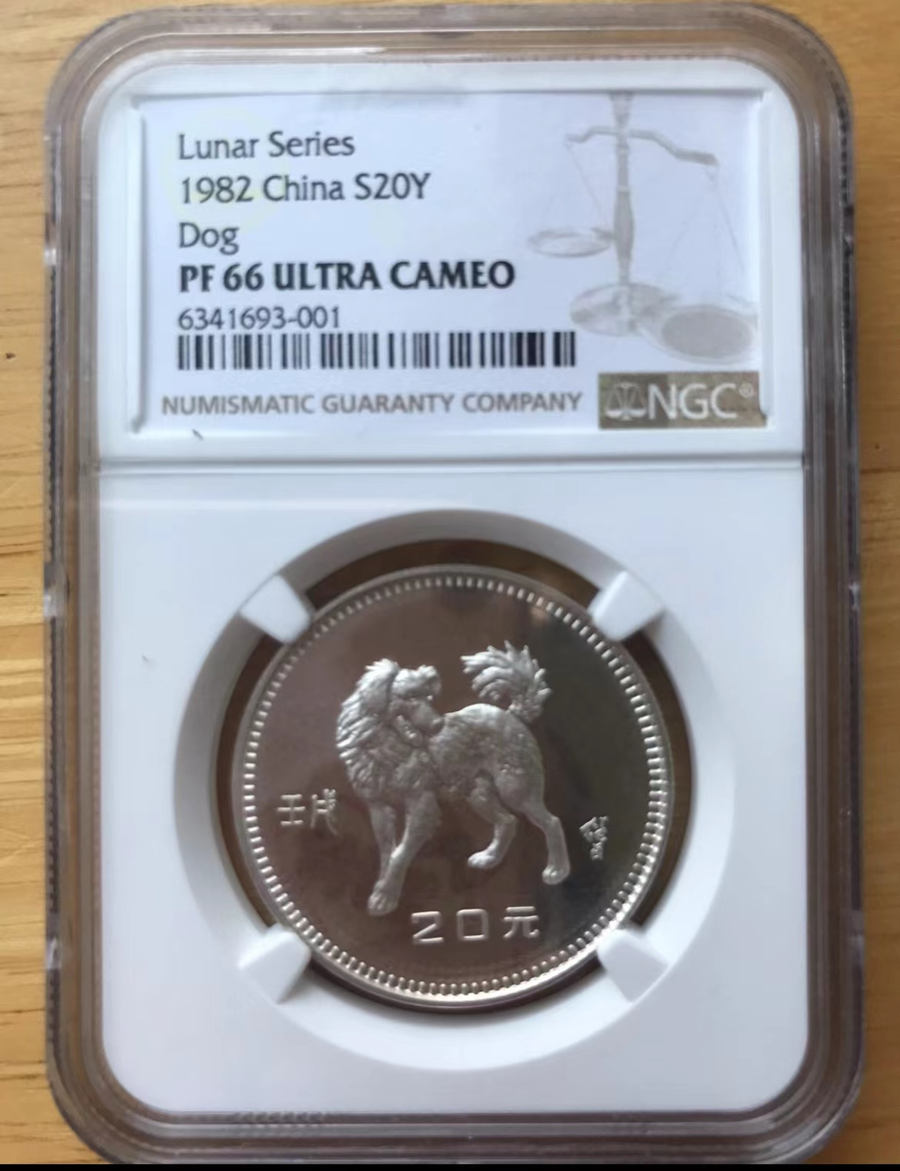 Lunar Series
1982 China S20Y
Dog
PF 66 ULTRA CAMEO
6341693-001
NUMISMATIC GUARANTY COMPANY NGC®
壬戌
20元